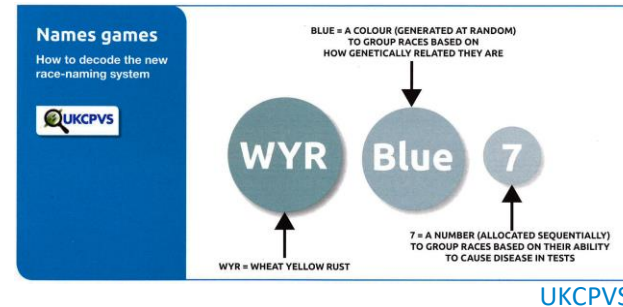 Names games
How to decode the new
race-naming system
UKCPVS
BLUE = A COLOUR (GENERATED AT RANDOM)
TO GROUP RACES BASED ON
HOW GENETICALLY RELATED THEY ARE
WYR
Blue
7
WYR = WHEAT YELLOW RUST
7 = A NUMBER (ALLOCATED SEQUENTIALLY)
TO GROUP RACES BASED ON THEIR ABILITY
TO CAUSE DISEASE IN TESTS
UKCPVS